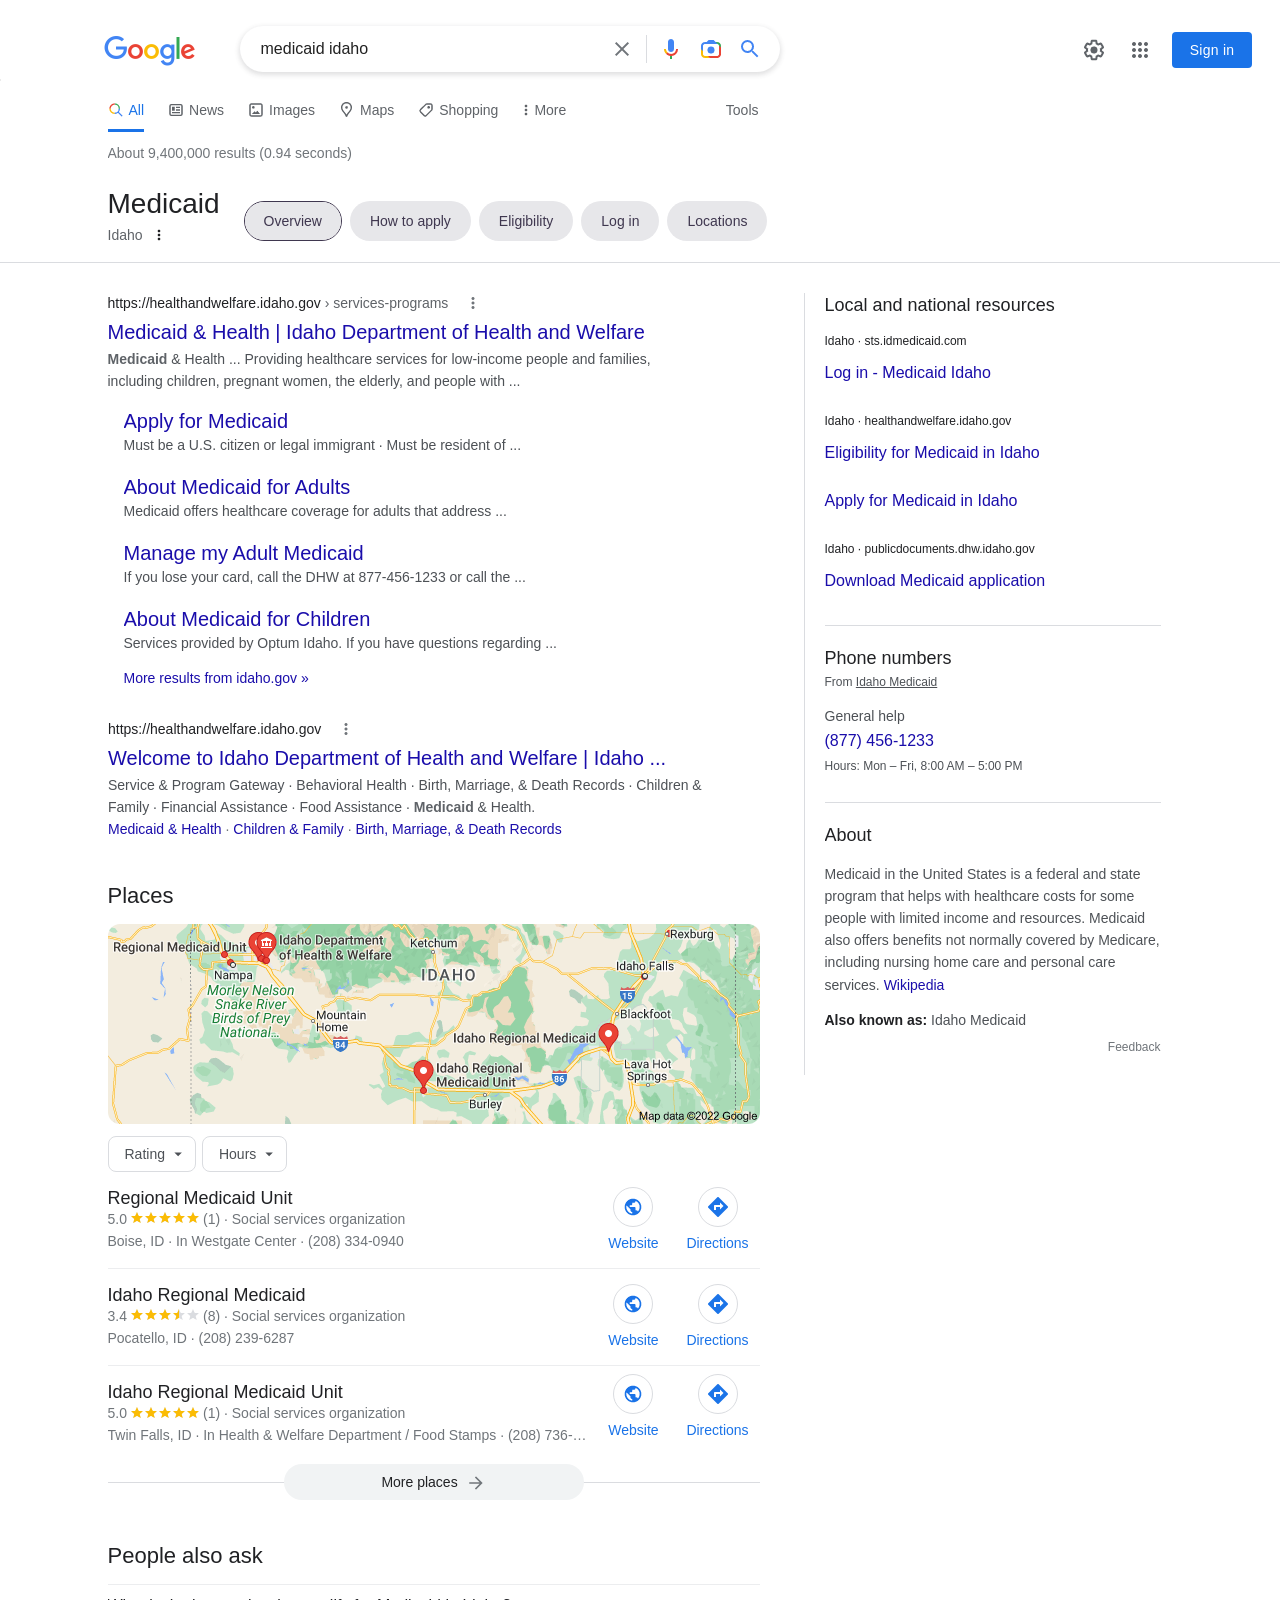 Google
medicaid idaho
Sign in
All
News
Images
Maps
Shopping
More
Tools
About 9,400,000 results (0.94 seconds)
Medicaid
Idaho
Overview
How to apply
Eligibility
Log in
Locations
https://healthandwelfare.idaho.gov › services-programs
Medicaid & Health | Idaho Department of Health and Welfare
Medicaid & Health ... Providing healthcare services for low-income people and families,
including children, pregnant women, the elderly, and people with ...
Apply for Medicaid
Must be a U.S. citizen or legal immigrant · Must be resident of ...
About Medicaid for Adults
Medicaid offers healthcare coverage for adults that address ...
Manage my Adult Medicaid
If you lose your card, call the DHW at 877-456-1233 or call the ...
About Medicaid for Children
Services provided by Optum Idaho. If you have questions regarding ...
More results from idaho.gov »
https://healthandwelfare.idaho.gov
Welcome to Idaho Department of Health and Welfare | Idaho ...
Service & Program Gateway · Behavioral Health · Birth, Marriage, & Death Records · Children &
Family · Financial Assistance · Food Assistance · Medicaid & Health.
Medicaid & Health · Children & Family · Birth, Marriage, & Death Records
Places
Regional Medicaid Unit
Idaho Department
of Health & Welfare
Ketchum
Rexburg
IDAHO
Idaho Falls
Nampa
Morley Nelson
Snake River
Birds of Prey
National...
15
Mountain
Home
Blackfoot
84
Idaho Regional Medicaid
Idaho Regional
Medicaid Unit
86
Lava Hot
Springs
Burley
Map data ©2022 Google
Rating
Hours
Regional Medicaid Unit
5.0 (1) · Social services organization
Boise, ID · In Westgate Center · (208) 334-0940
Website
Directions
Idaho Regional Medicaid
3.4 (8) · Social services organization
Pocatello, ID · (208) 239-6287
Website
Directions
Idaho Regional Medicaid Unit
5.0 (1) · Social services organization
Twin Falls, ID · In Health & Welfare Department / Food Stamps · (208) 736-…
Website
Directions
More places
People also ask
Local and national resources
Idaho · sts.idmedicaid.com
Log in - Medicaid Idaho
Idaho · healthandwelfare.idaho.gov
Eligibility for Medicaid in Idaho
Apply for Medicaid in Idaho
Idaho · publicdocuments.dhw.idaho.gov
Download Medicaid application
Phone numbers
From Idaho Medicaid
General help
(877) 456-1233
Hours: Mon – Fri, 8:00 AM – 5:00 PM
About
Medicaid in the United States is a federal and state
program that helps with healthcare costs for some
people with limited income and resources. Medicaid
also offers benefits not normally covered by Medicare,
including nursing home care and personal care
services. Wikipedia
Also known as: Idaho Medicaid
Feedback